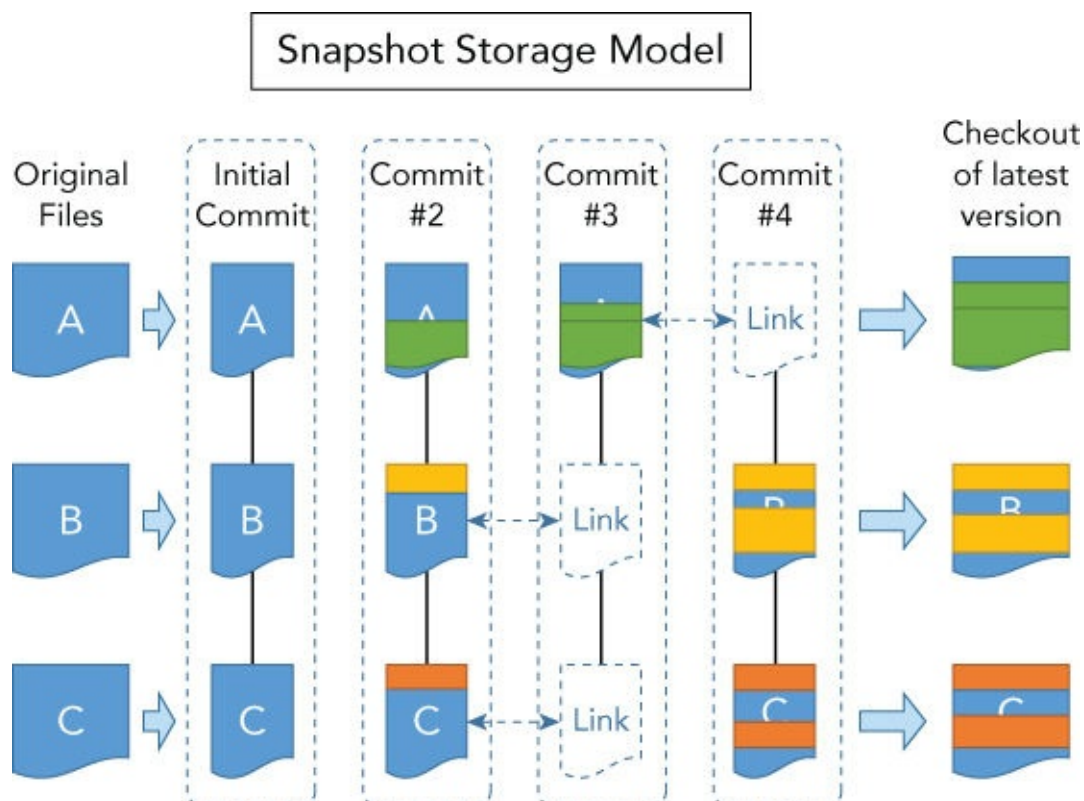 Snapshot Storage Model
Original
Files
Initial
Commit
Commit
#2
Commit
#3
Commit
#4
Checkout
of latest
version
A
A
A
Link
B
B
B
Link
B
B
C
C
C
Link
C
C